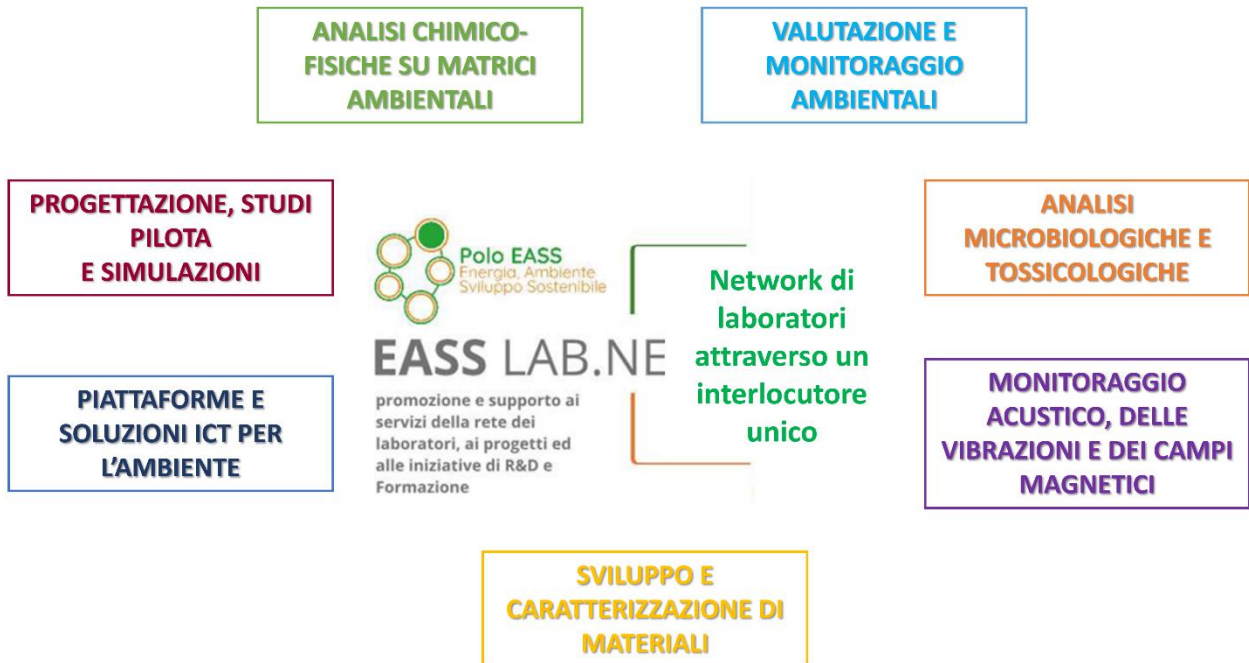 ANALISI CHIMICO-
FISICHE SU MATRICI
AMBIENTALI
VALUTAZIONE E
MONITORAGGIO
AMBIENTALI
PROGETTAZIONE, STUDI
PILOTA
E SIMULAZIONI
Polo EASS
Energia, Ambiente
Sviluppo Sostenibile
EASS LAB.NE
promozione e supporto ai
servizi della rete dei
laboratori, ai progetti ed
alle iniziative di R&D e
Formazione
Network di
laboratori
attraverso un
interlocutore
unico
ANALISI
MICROBIOLOGICHE E
TOSSICOLOGICHE
PIATTAFORME E
SOLUZIONI ICT PER
L’AMBIENTE
MONITORAGGIO
ACUSTICO, DELLE
VIBRAZIONI E DEI CAMPI
MAGNETICI
SVILUPPO E
CARATTERIZZAZIONE DI
MATERIALI